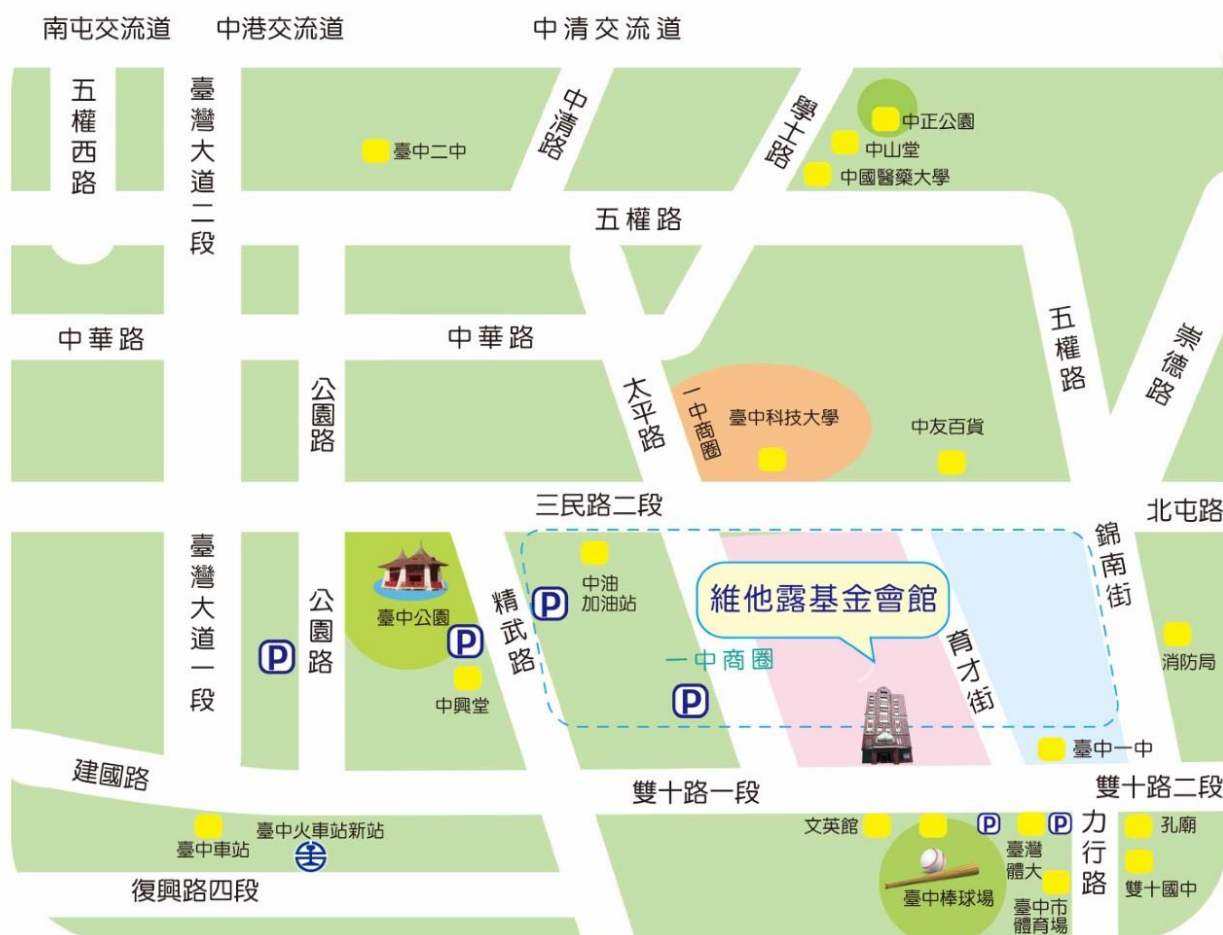 南屯交流道
中港交流道
中清交流道
五權西路
臺灣大道二段
臺中二中
中清路
學士路
中正公園
中山堂
中國醫藥大學
五權路
中華路
中華路
公園路
太平路
一中商圈
臺中科技大學
中友百貨
五權路
崇德路
三民路二段
北屯路
臺灣大道一段
公園路
P
臺中公園
P
中興堂
精武路
P
中油
加油站
一中商圈
P
維他露基金會館
育才街
錦南街
消防局
臺中一中
建國路
雙十路一段
雙十路二段
臺中車站
臺中火車站新站
復興路四段
文英館
臺中棒球場
P
臺灣
體大
P
臺中市
體育場
力行路
孔廟
雙十國中